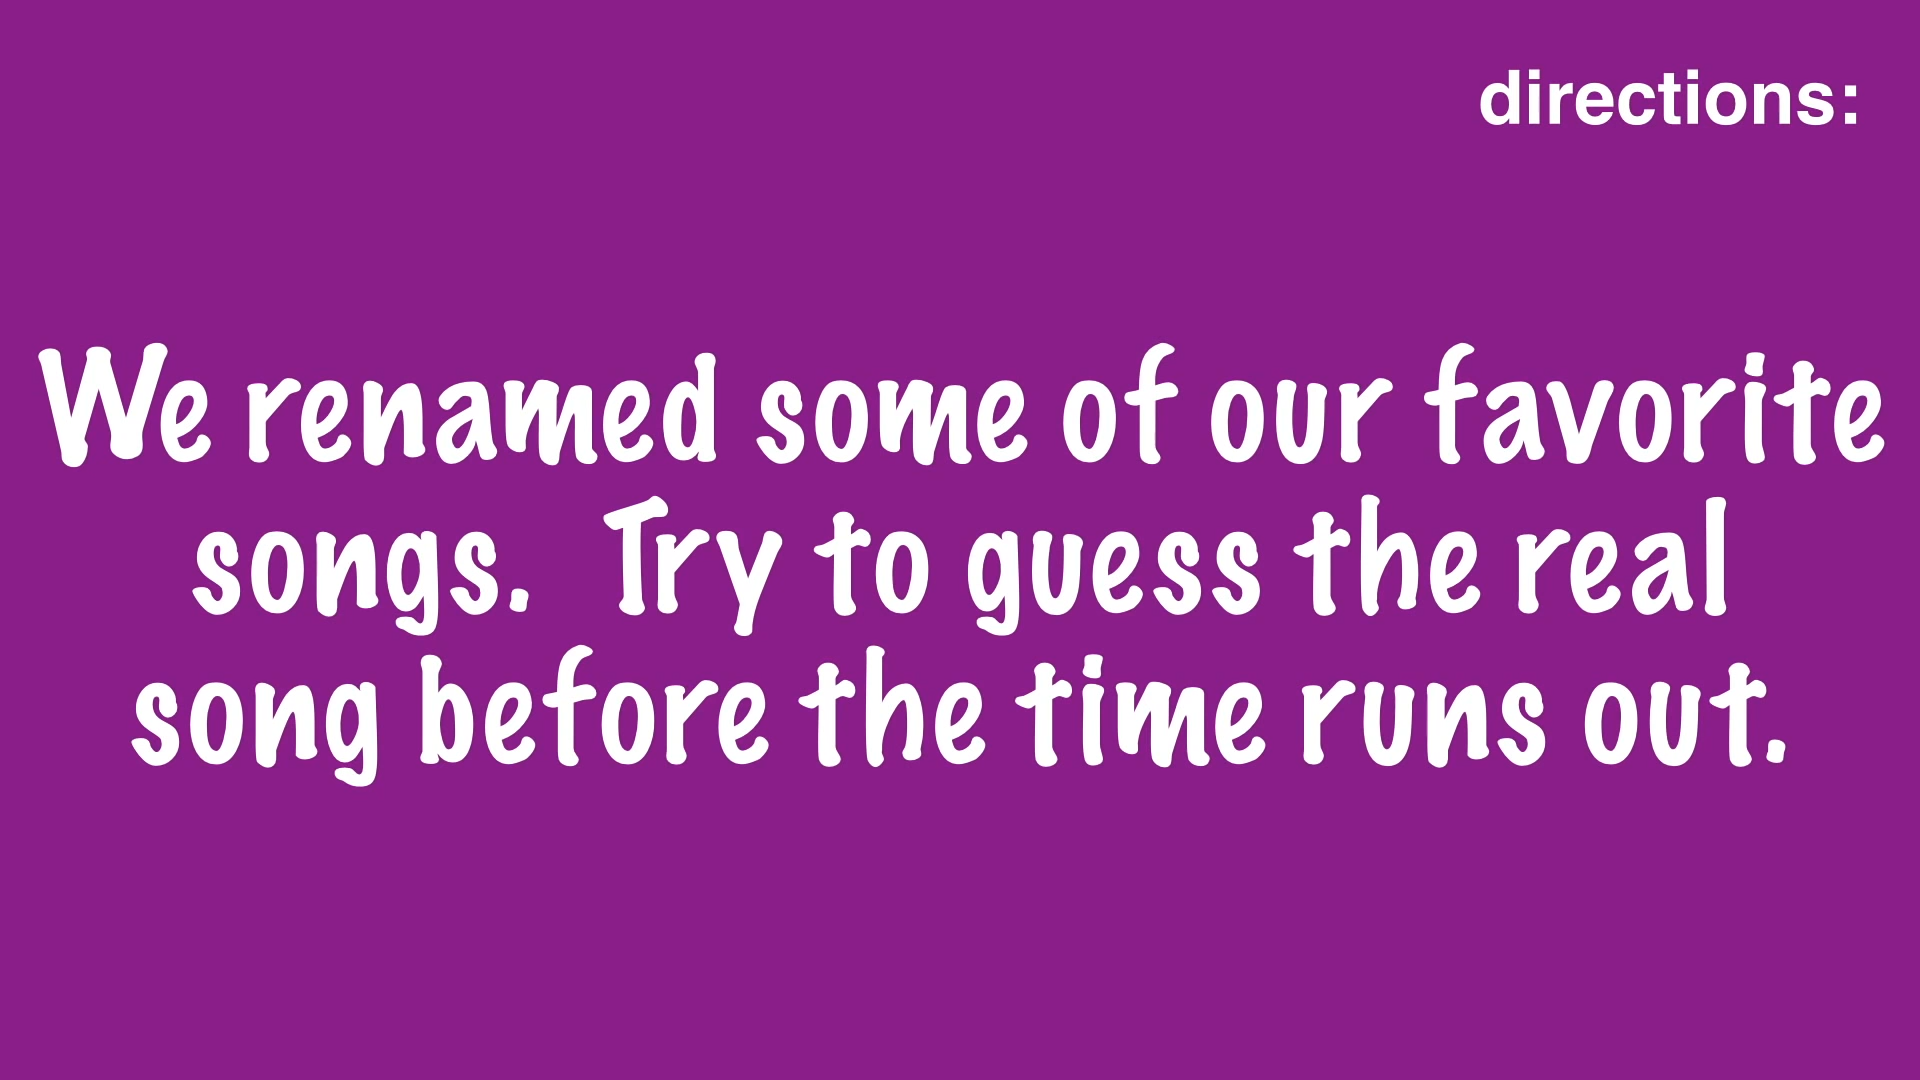 directions:
We renamed some of our favorite
songs.  Try to guess the real
song before the time runs out.